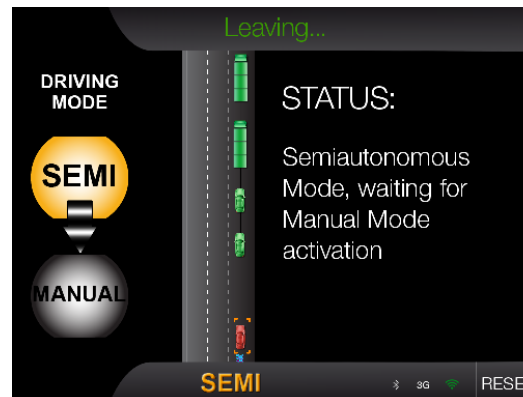 Leaving...
DRIVING
MODE
SEMI
MANUAL
STATUS:
Semiautonomous
Mode, waiting for
Manual Mode
activation
SEMI
3G
RESE